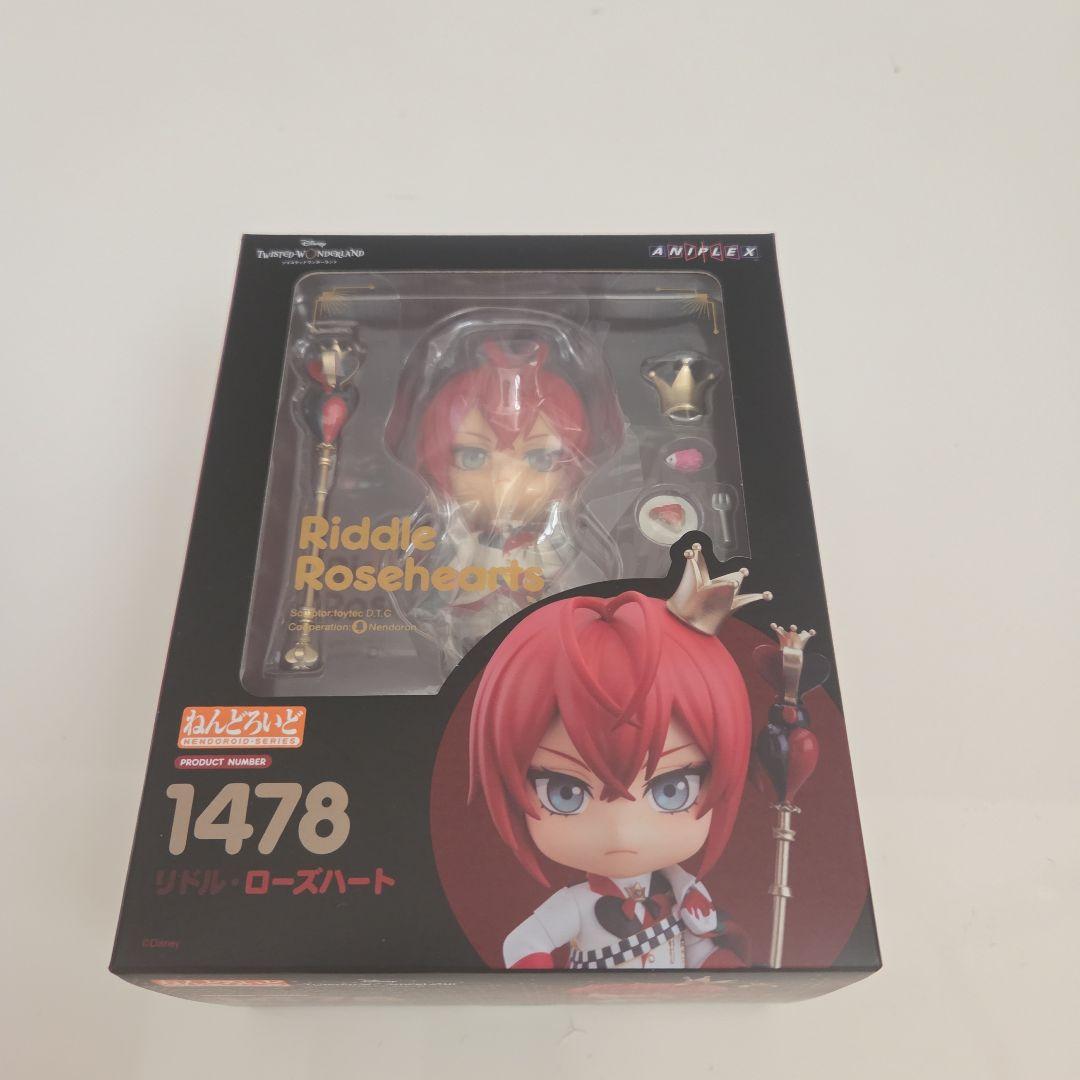 Disney
TWISTED-WONDERLAND
ツイステッドワンダーランド
ANIPLEX
Riddle
Rosehearts
Sculptor:toytec D.T.C
Cooperation: Nendoron
ねんどろいど
NENDOROID•SERIES
PRODUCT NUMBER
1478
リドル・ローズハート
©Disney